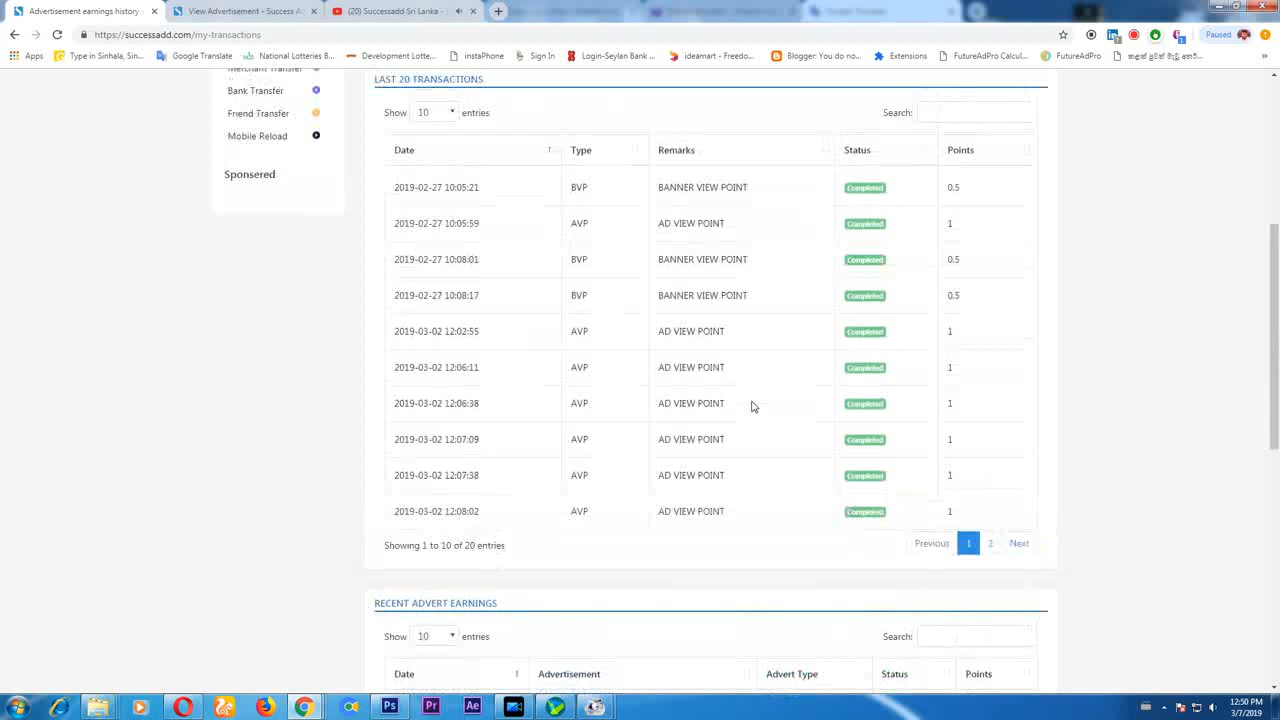 Advertisement earnings history
View Advertisement - Success A
(20) Successadd Sri Lanka -
https://successadd.com/my-transactions
Paused
Apps
Type in Sinhala, Sin...
Google Translate
National Lotteries B...
Development - Letter...
instaPhone
Sign In
Login-Seylan Bank ...
ideamart - Freedo...
Blogger: You do no...
Extensions
FutureAdPro Calcul...
FutureAdPro
Merchant Transfer
Bank Transfer
Friend Transfer
Mobile Reload
Sponsered
LAST 20 TRANSACTIONS
Show 10 entries Search:
Date Type Remarks Status Points
2019-02-27 10:05:21 BVP BANNER VIEW POINT Completed 0.5
2019-02-27 10:05:59 AVP AD VIEW POINT Completed 1
2019-02-27 10:08:01 BVP BANNER VIEW POINT Completed 0.5
2019-02-27 10:08:17 BVP BANNER VIEW POINT Completed 0.5
2019-03-02 12:02:55 AVP AD VIEW POINT Completed 1
2019-03-02 12:06:11 AVP AD VIEW POINT Completed 1
2019-03-02 12:06:38 AVP AD VIEW POINT Completed 1
2019-03-02 12:07:09 AVP AD VIEW POINT Completed 1
2019-03-02 12:07:38 AVP AD VIEW POINT Completed 1
2019-03-02 12:08:02 AVP AD VIEW POINT Completed 1
Showing 1 to 10 of 20 entries
Previous 1 2 Next
RECENT ADVERT EARNINGS
Show 10 entries Search:
Date Advertisement Advert Type Status Points
Ps Pr Ae
12:50 PM
3/7/2019